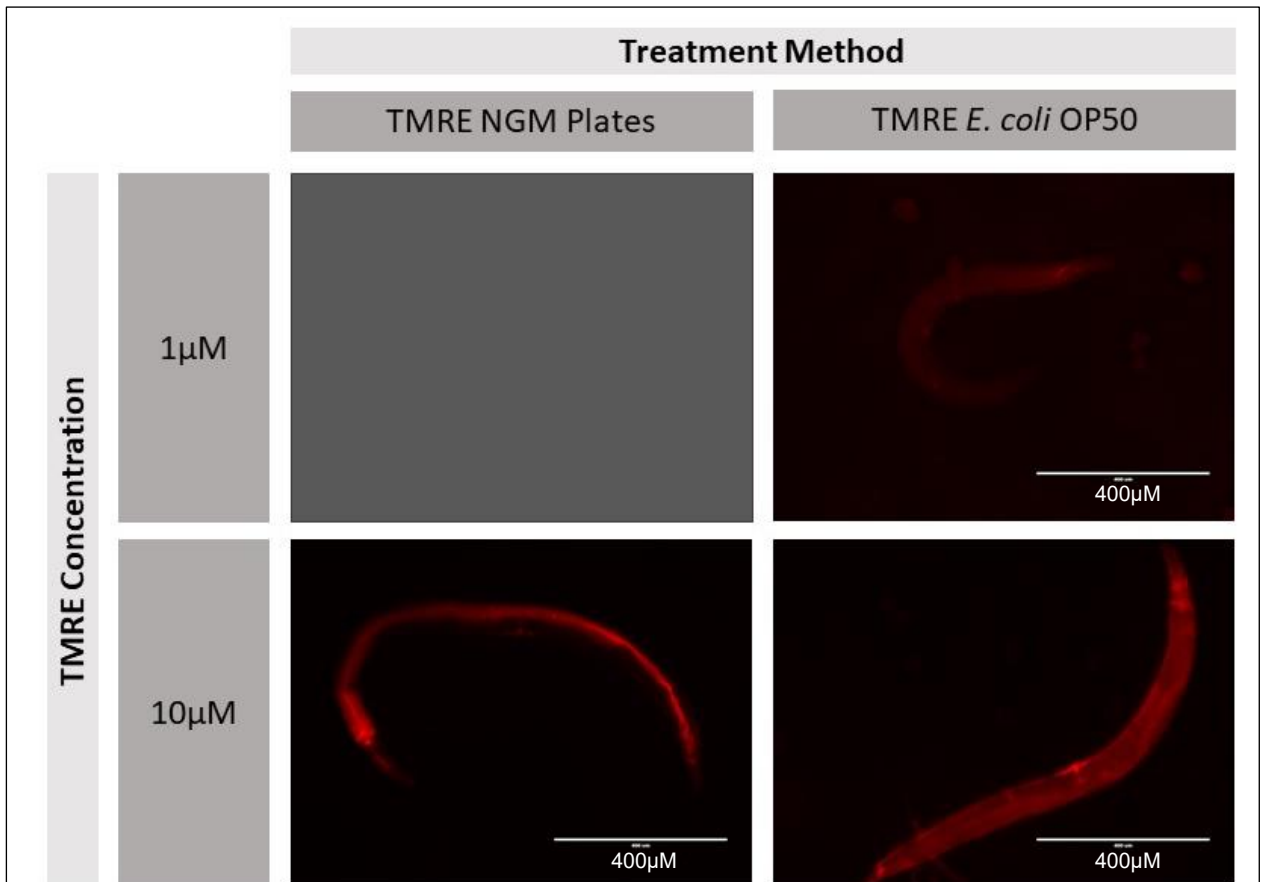 Treatment Method
TMRE NGM Plates
TMRE E. coli OP50
TMRE Concentration
1µM
400µM
10µM
400µM
400µM